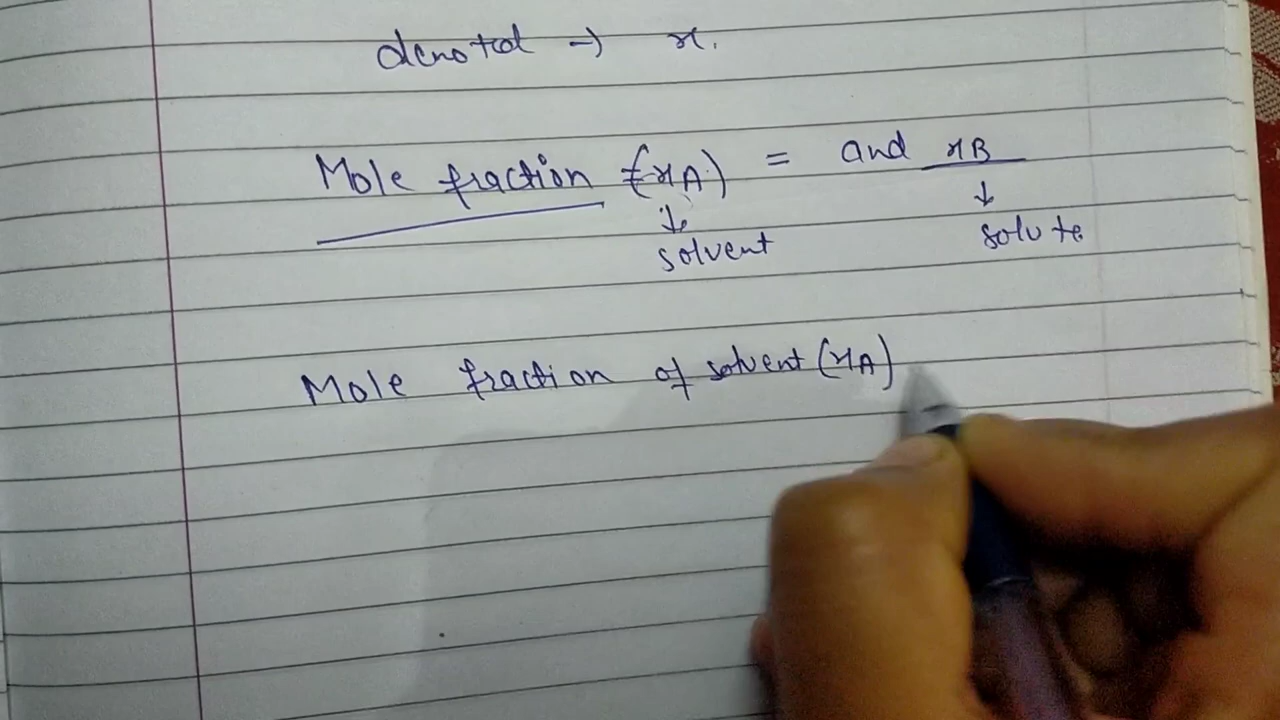 denoted → x.
Mole fraction (xA) = and xB
↓ ↓
solvent solute
Mole fraction of solvent (xA)